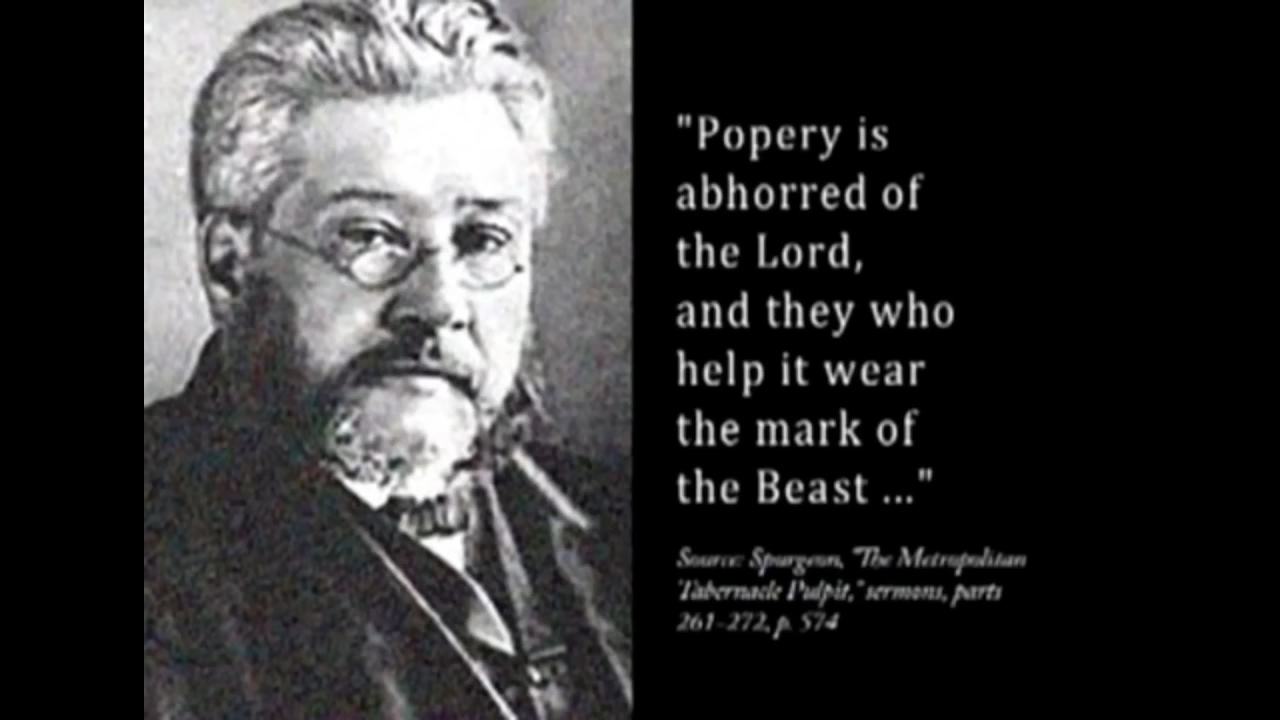 "Popery is
abhorred of
the Lord,
and they who
help it wear
the mark of
the Beast ..."
Source: Spurgeon, "The Metropolitan
Tabernacle Pulpit," sermons, parts
261-272, p. 574